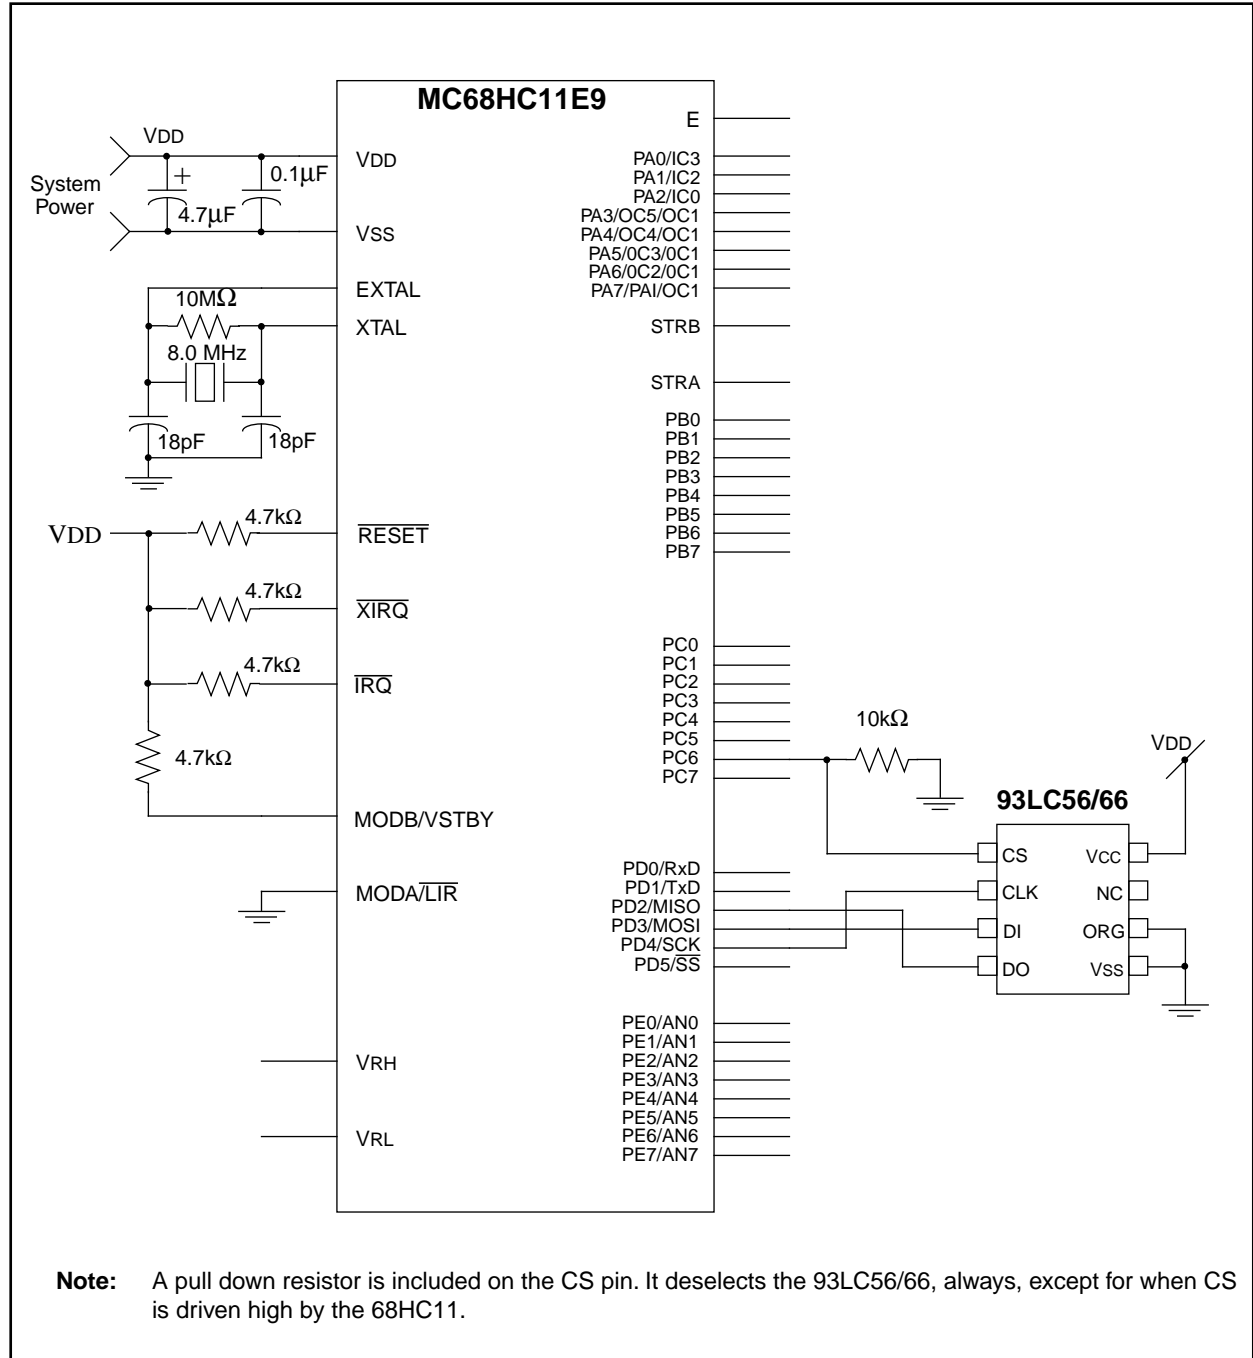 MC68HC11E9
E
VDD
System
Power
+
4.7µF
0.1µF
VDD
VSS
PA0/IC3
PA1/IC2
PA2/IC0
PA3/OC5/OC1
PA4/OC4/OC1
PA5/0C3/0C1
PA6/0C2/0C1
PA7/PAI/OC1
EXTAL
10MΩ
XTAL
8.0 MHz
18pF
18pF
STRB
STRA
PB0
PB1
PB2
PB3
PB4
PB5
PB6
PB7
VDD
4.7kΩ
RESET
4.7kΩ
XIRQ
4.7kΩ
IRQ
4.7kΩ
MODB/VSTBY
MODA/LIR
PC0
PC1
PC2
PC3
PC4
PC5
PC6
PC7
10kΩ
VDD
93LC56/66
CS
CLK
DI
DO
VCC
NC
ORG
VSS
PD0/RxD
PD1/TxD
PD2/MISO
PD3/MOSI
PD4/SCK
PD5/SS
PE0/AN0
PE1/AN1
PE2/AN2
PE3/AN3
PE4/AN4
PE5/AN5
PE6/AN6
PE7/AN7
VRH
VRL
Note: A pull down resistor is included on the CS pin. It deselects the 93LC56/66, always, except for when CS
is driven high by the 68HC11.